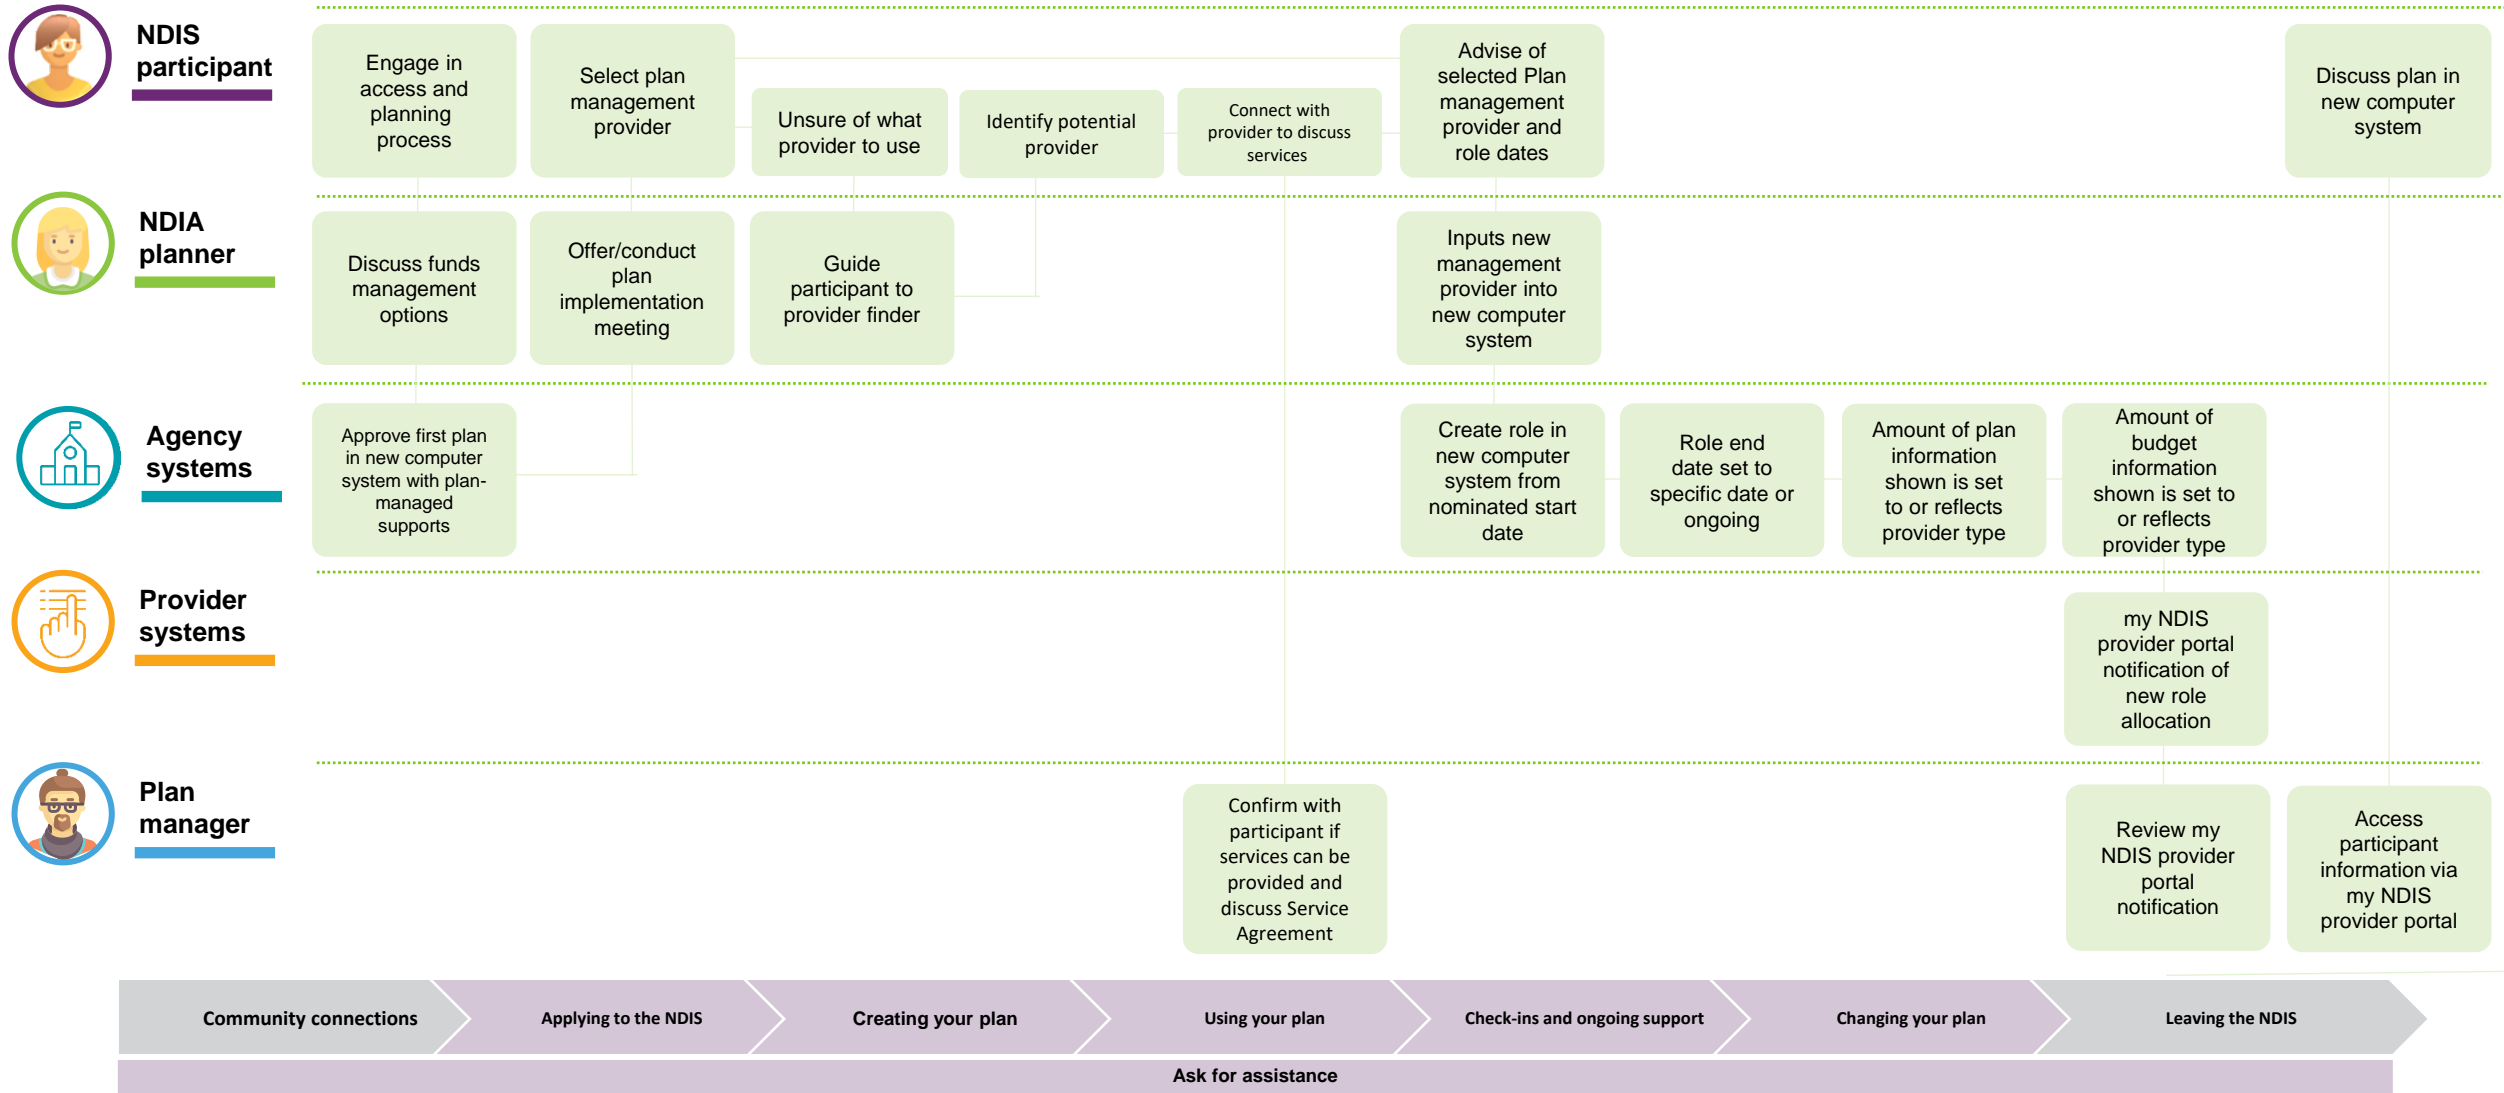 NDIS
participant
Engage in
access and
planning
process
Select plan
management
provider
Unsure of what
provider to use
Identify potential
provider
Connect with
provider to discuss
services
Advise of
selected Plan
management
provider and
role dates
Discuss plan in
new computer
system
NDIA
planner
Discuss funds
management
options
Offer/conduct
plan
implementation
meeting
Guide
participant to
provider finder
Inputs new
management
provider into
new computer
system
Agency
systems
Approve first plan
in new computer
system with plan-
managed
supports
Create role in
new computer
system from
nominated start
date
Role end
date set to
specific date or
ongoing
Amount of plan
information
shown is set
to or reflects
provider type
Amount of
budget
information
shown is set to
or reflects
provider type
Provider
systems
my NDIS
provider portal
notification of
new role
allocation
Plan
manager
Confirm with
participant if
services can be
provided and
discuss Service
Agreement
Review my
NDIS provider
portal
notification
Access
participant
information via
my NDIS
provider portal
Community connections
Applying to the NDIS
Creating your plan
Using your plan
Check-ins and ongoing support
Changing your plan
Leaving the NDIS
Ask for assistance